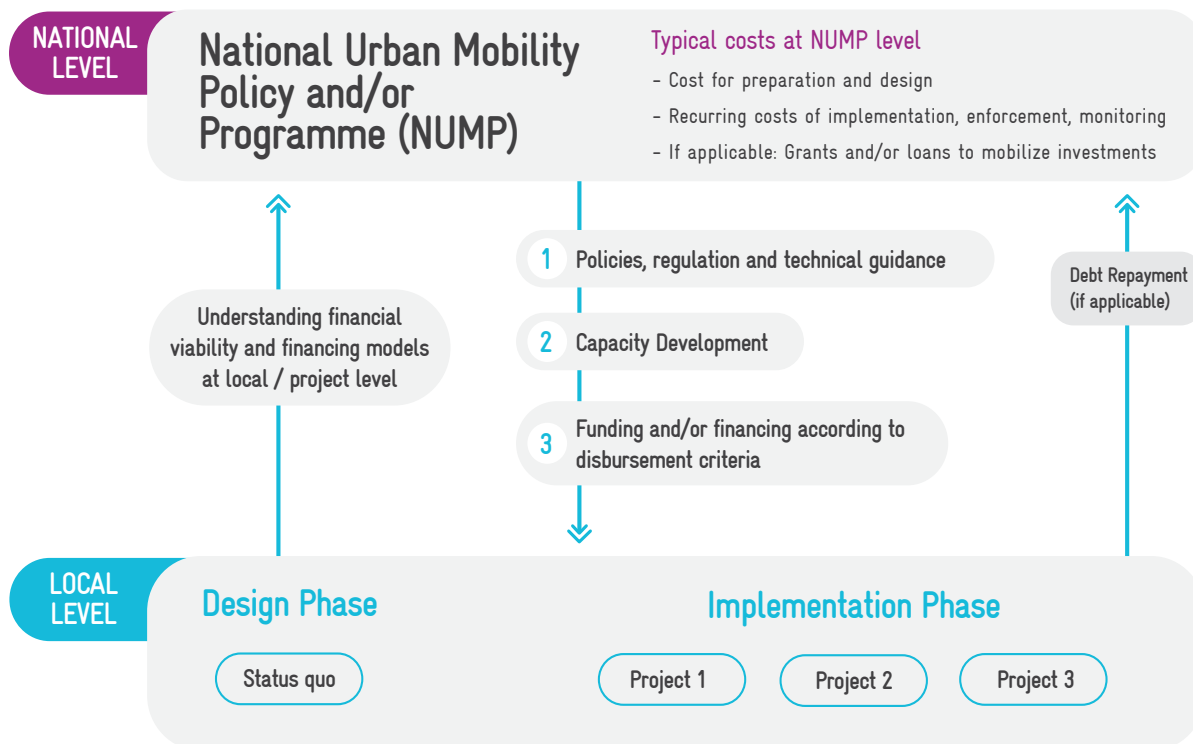 NATIONAL
LEVEL
National Urban Mobility
Policy and/or
Programme (NUMP)
Typical costs at NUMP level
- Cost for preparation and design
- Recurring costs of implementation, enforcement, monitoring
- If applicable: Grants and/or loans to mobilize investments
1 Policies, regulation and technical guidance
Debt Repayment
(if applicable)
Understanding financial
viability and financing models
at local / project level
2 Capacity Development
3 Funding and/or financing according to
disbursement criteria
LOCAL
LEVEL
Design Phase
Implementation Phase
Status quo
Project 1
Project 2
Project 3